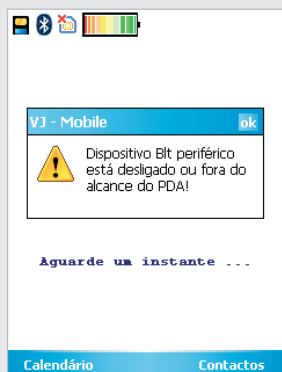 VJ - Mobile ok
Dispositivo Blt periférico
está desligado ou fora do
alcance do PDA!
Aguarde um instante ...
Calendário Contactos